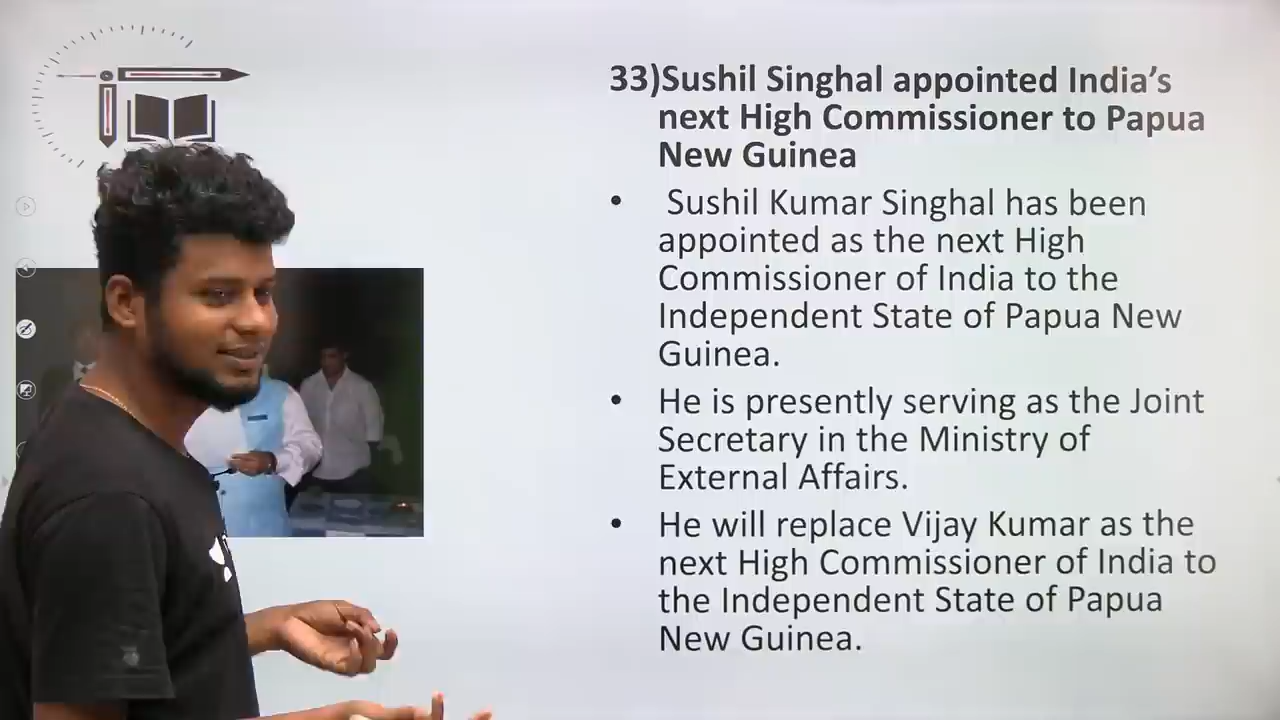 33)Sushil Singhal appointed India’s
next High Commissioner to Papua
New Guinea
• Sushil Kumar Singhal has been
appointed as the next High
Commissioner of India to the
Independent State of Papua New
Guinea.
• He is presently serving as the Joint
Secretary in the Ministry of
External Affairs.
• He will replace Vijay Kumar as the
next High Commissioner of India to
the Independent State of Papua
New Guinea.